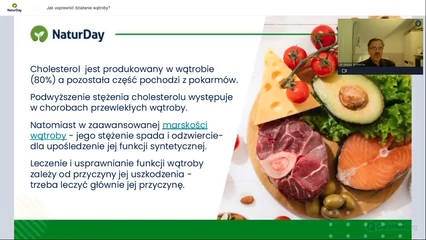 NaturDay
Jak usprawnić działanie wątroby?
NaturDay
Cholesterol jest produkowany w wątrobie
(80%) a pozostała część pochodzi z pokarmów.
Podwyższenie stężenia cholesterolu występuje
w chorobach przewlekłych wątroby.
Natomiast w zaawansowanej marskości
wątroby - jego stężenie spada i odzwiercie-
dla upośledzenie jej funkcji syntetycznej.
Leczenie i usprawnianie funkcji wątroby
zależy od przyczyny jej uszkodzenia -
trzeba leczyć głównie jej przyczynę.